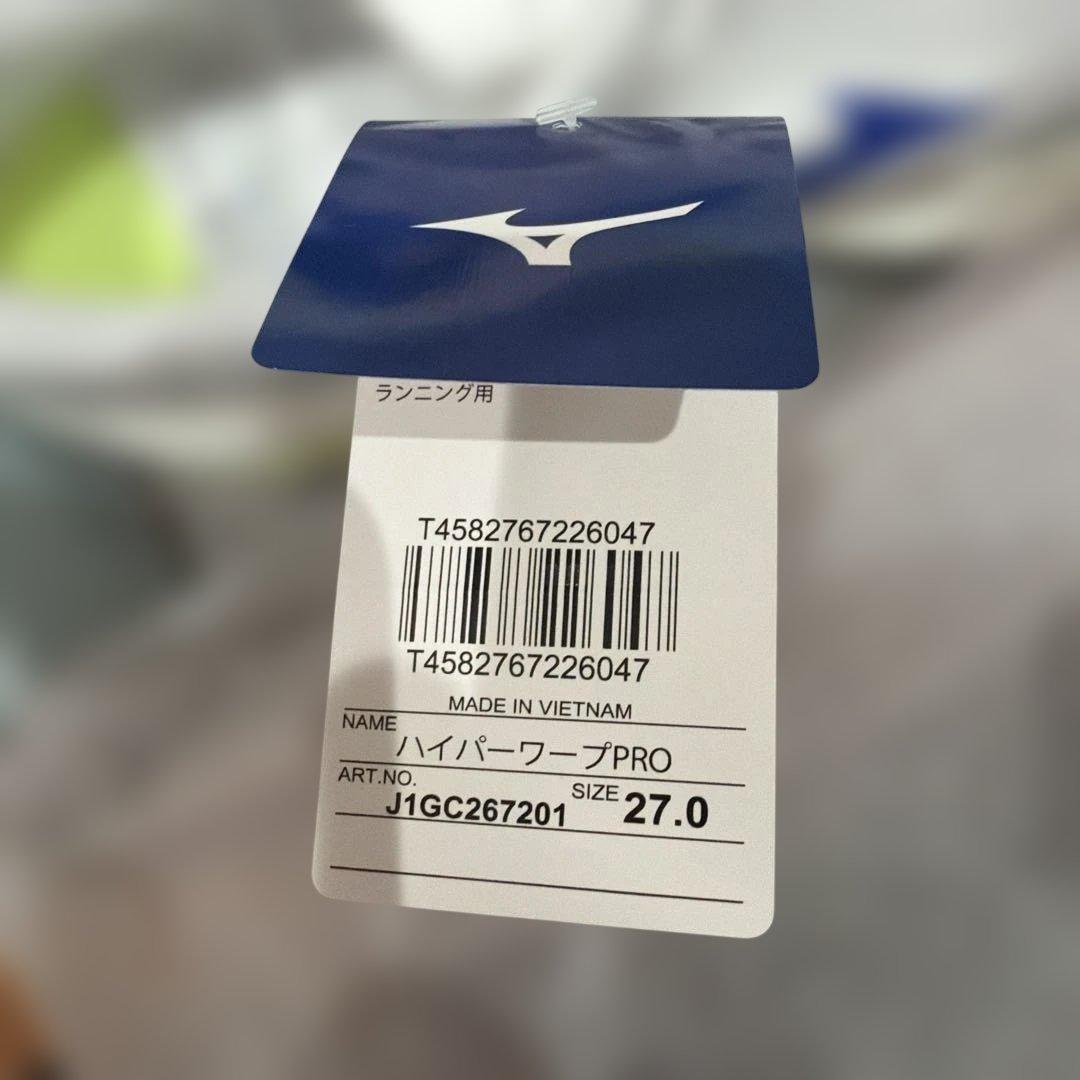 ランニング用
T4582767226047
T4582767226047
MADE IN VIETNAM
NAME
ハイパーワープPRO
ART.NO.
J1GC267201
SIZE 27.0